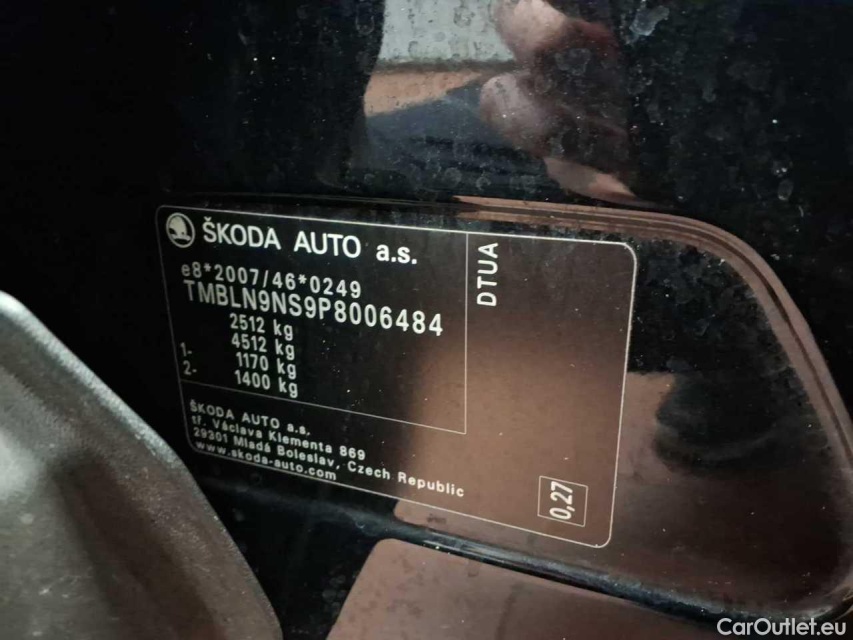 ŠKODA AUTO a.s.
e8*2007/46*0249
TMBLN9NS9P8006484
2512 kg
4512 kg
1- 1170 kg
2- 1400 kg
ŠKODA AUTO a.s.
tř. Václava Klementa 869
29301 Mladá Boleslav, Czech Republic
www.skoda-auto.com
DTUA
0,27
CarOutlet.eu